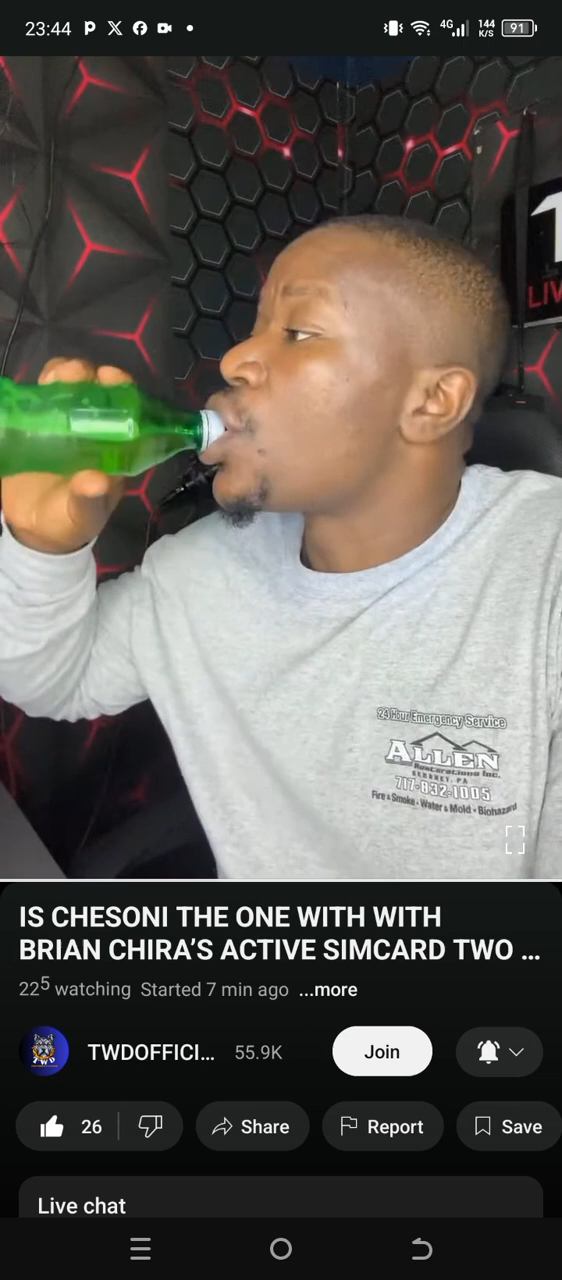 23:44
4G
144
K/S
91
LIV
24 Hour Emergency Service
ALLEN
Restorations Inc.
717-832-1005
Fire & Smoke • Water & Mold • Biohazard
IS CHESONI THE ONE WITH WITH
BRIAN CHIRA'S ACTIVE SIMCARD TWO ...
225 watching Started 7 min ago ...more
TWDOFFICI... 55.9K Join
26 Share Report Save
Live chat